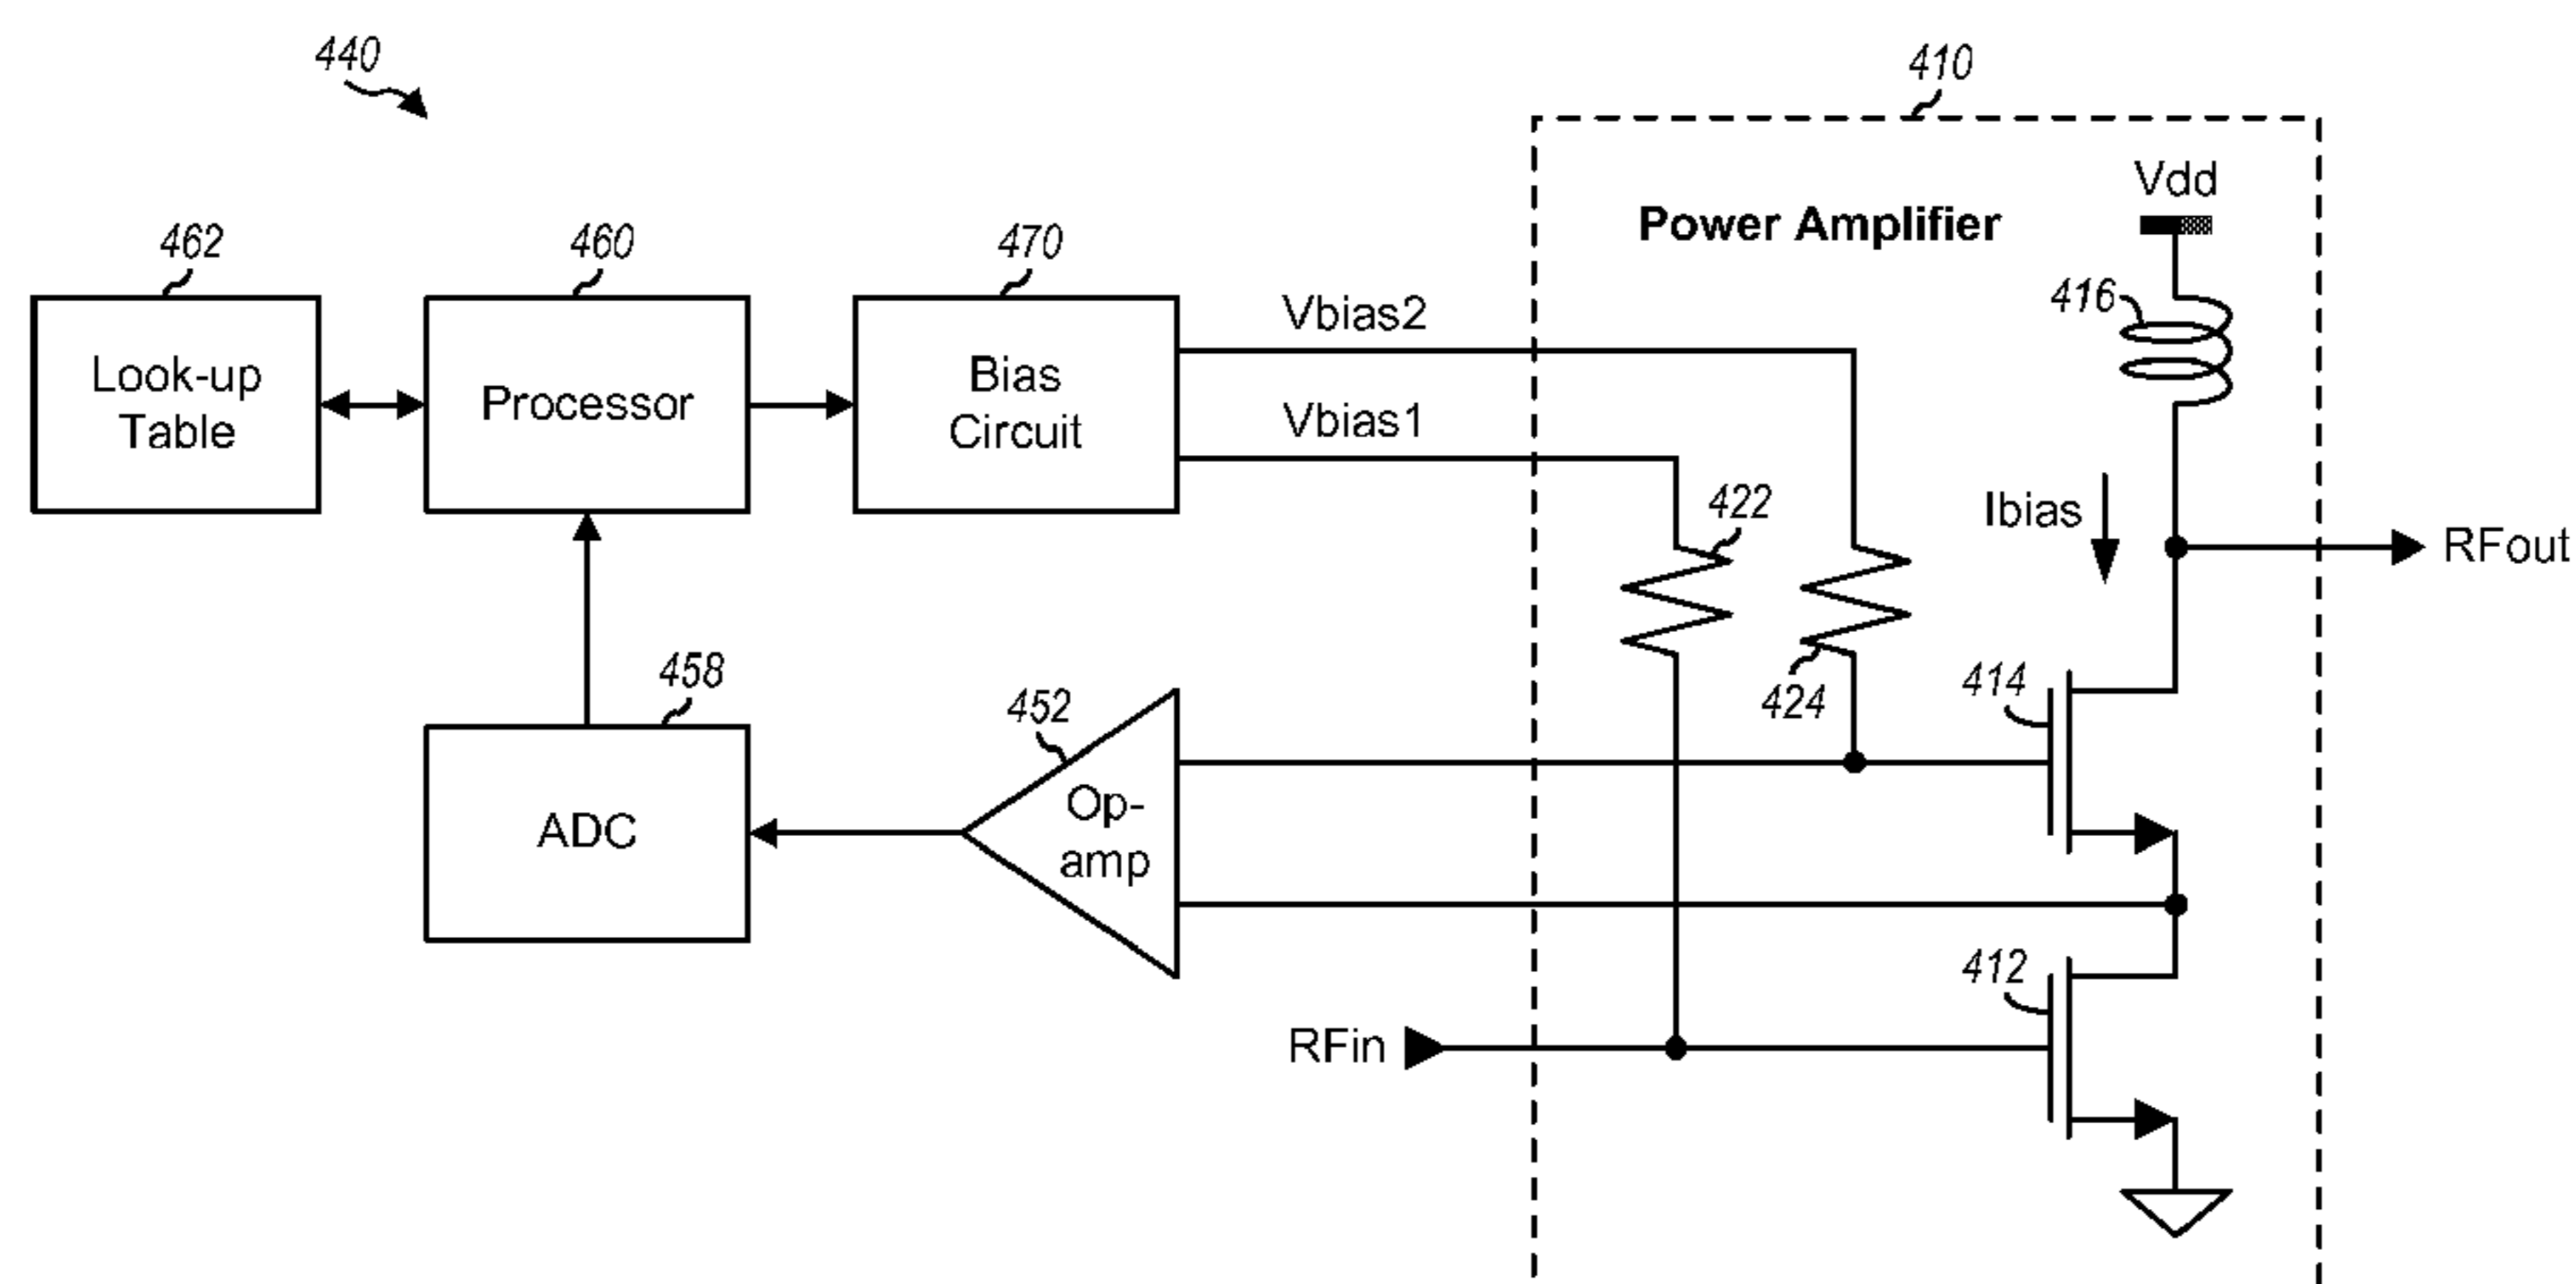 440
410
Vdd
Power Amplifier
462
460
470
416
Look-up
Table
Processor
Bias
Circuit
Vbias2
Vbias1
422
Ibias
RFout
424
414
458
452
ADC
Op-
amp
412
RFin